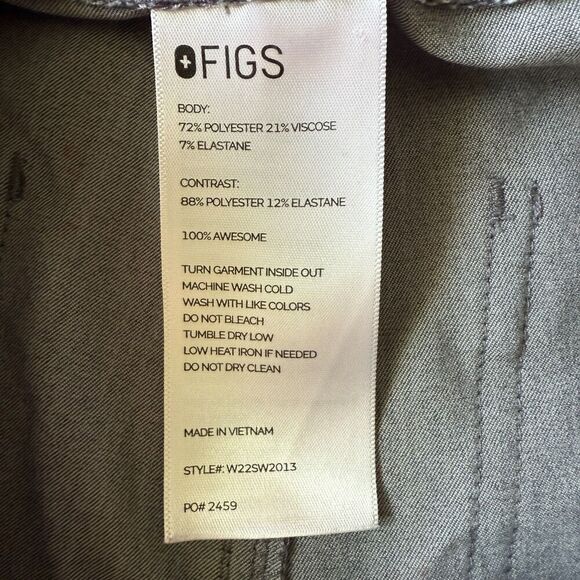 FIGS
BODY:
72% POLYESTER 21% VISCOSE
7% ELASTANE
CONTRAST:
88% POLYESTER 12% ELASTANE
100% AWESOME
TURN GARMENT INSIDE OUT
MACHINE WASH COLD
WASH WITH LIKE COLORS
DO NOT BLEACH
TUMBLE DRY LOW
LOW HEAT IRON IF NEEDED
DO NOT DRY CLEAN
MADE IN VIETNAM
STYLE#: W22SW2013
PO# 2459